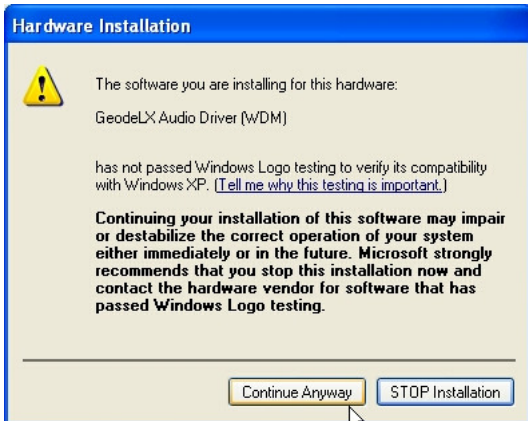 Hardware Installation
The software you are installing for this hardware:
GeodeLX Audio Driver (WDM)
has not passed Windows Logo testing to verify its compatibility
with Windows XP. (Tell me why this testing is important.)
Continuing your installation of this software may impair
or destabilize the correct operation of your system
either immediately or in the future. Microsoft strongly
recommends that you stop this installation now and
contact the hardware vendor for software that has
passed Windows Logo testing.
Continue Anyway STOP Installation